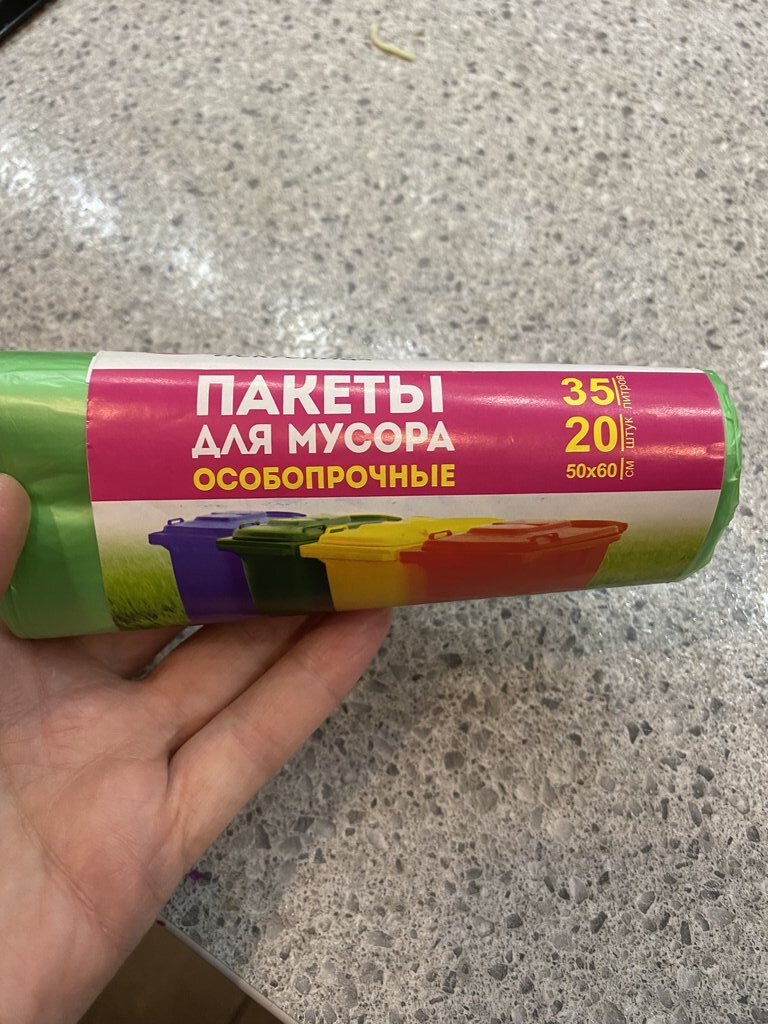 ПАКЕТЫ
ДЛЯ МУСОРА
ОСОБОПРОЧНЫЕ
35 литров
20 штук
50х60 см